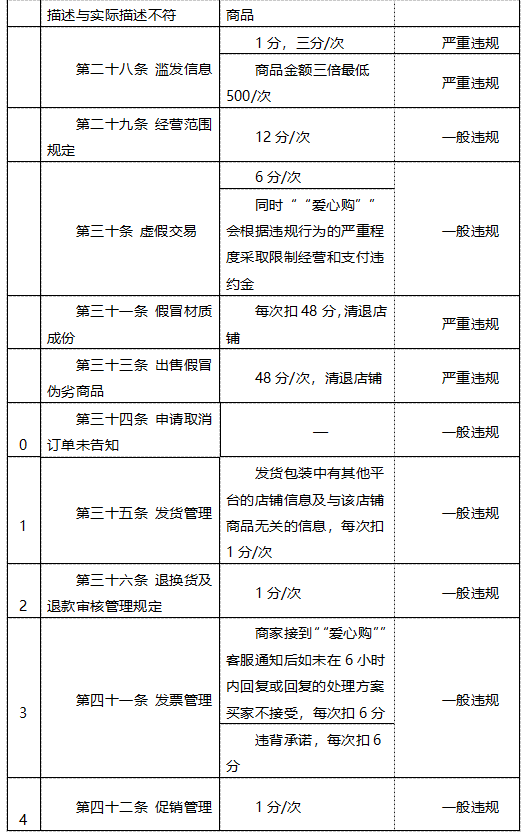 描述与实际描述不符
商品
第二十八条 滥发信息
1分，三分/次
严重违规
商品金额三倍最低
500/次
严重违规
第二十九条 经营范围
规定
12分/次
一般违规
第三十条 虚假交易
6分/次
同时““爱心购””
会根据违规行为的严重程
度采取限制经营和支付违
约金
一般违规
第三十一条 假冒材质
成份
每次扣48分，清退店
铺
严重违规
第三十三条 出售假冒
伪劣商品
48分/次，清退店铺
严重违规
0
第三十四条 申请取消
订单未告知
—
一般违规
1
第三十五条 发货管理
发货包装中有其他平
台的店铺信息及与该店铺
商品无关的信息，每次扣
1分/次
一般违规
2
第三十六条 退换货及
退款审核管理规定
1分/次
一般违规
3
第四十一条 发票管理
商家接到““爱心购””
客服通知后如未在6小时
内回复或回复的处理方案
买家不接受，每次扣6分
违背承诺，每次扣6
分
一般违规
4
第四十二条 促销管理
1分/次
一般违规